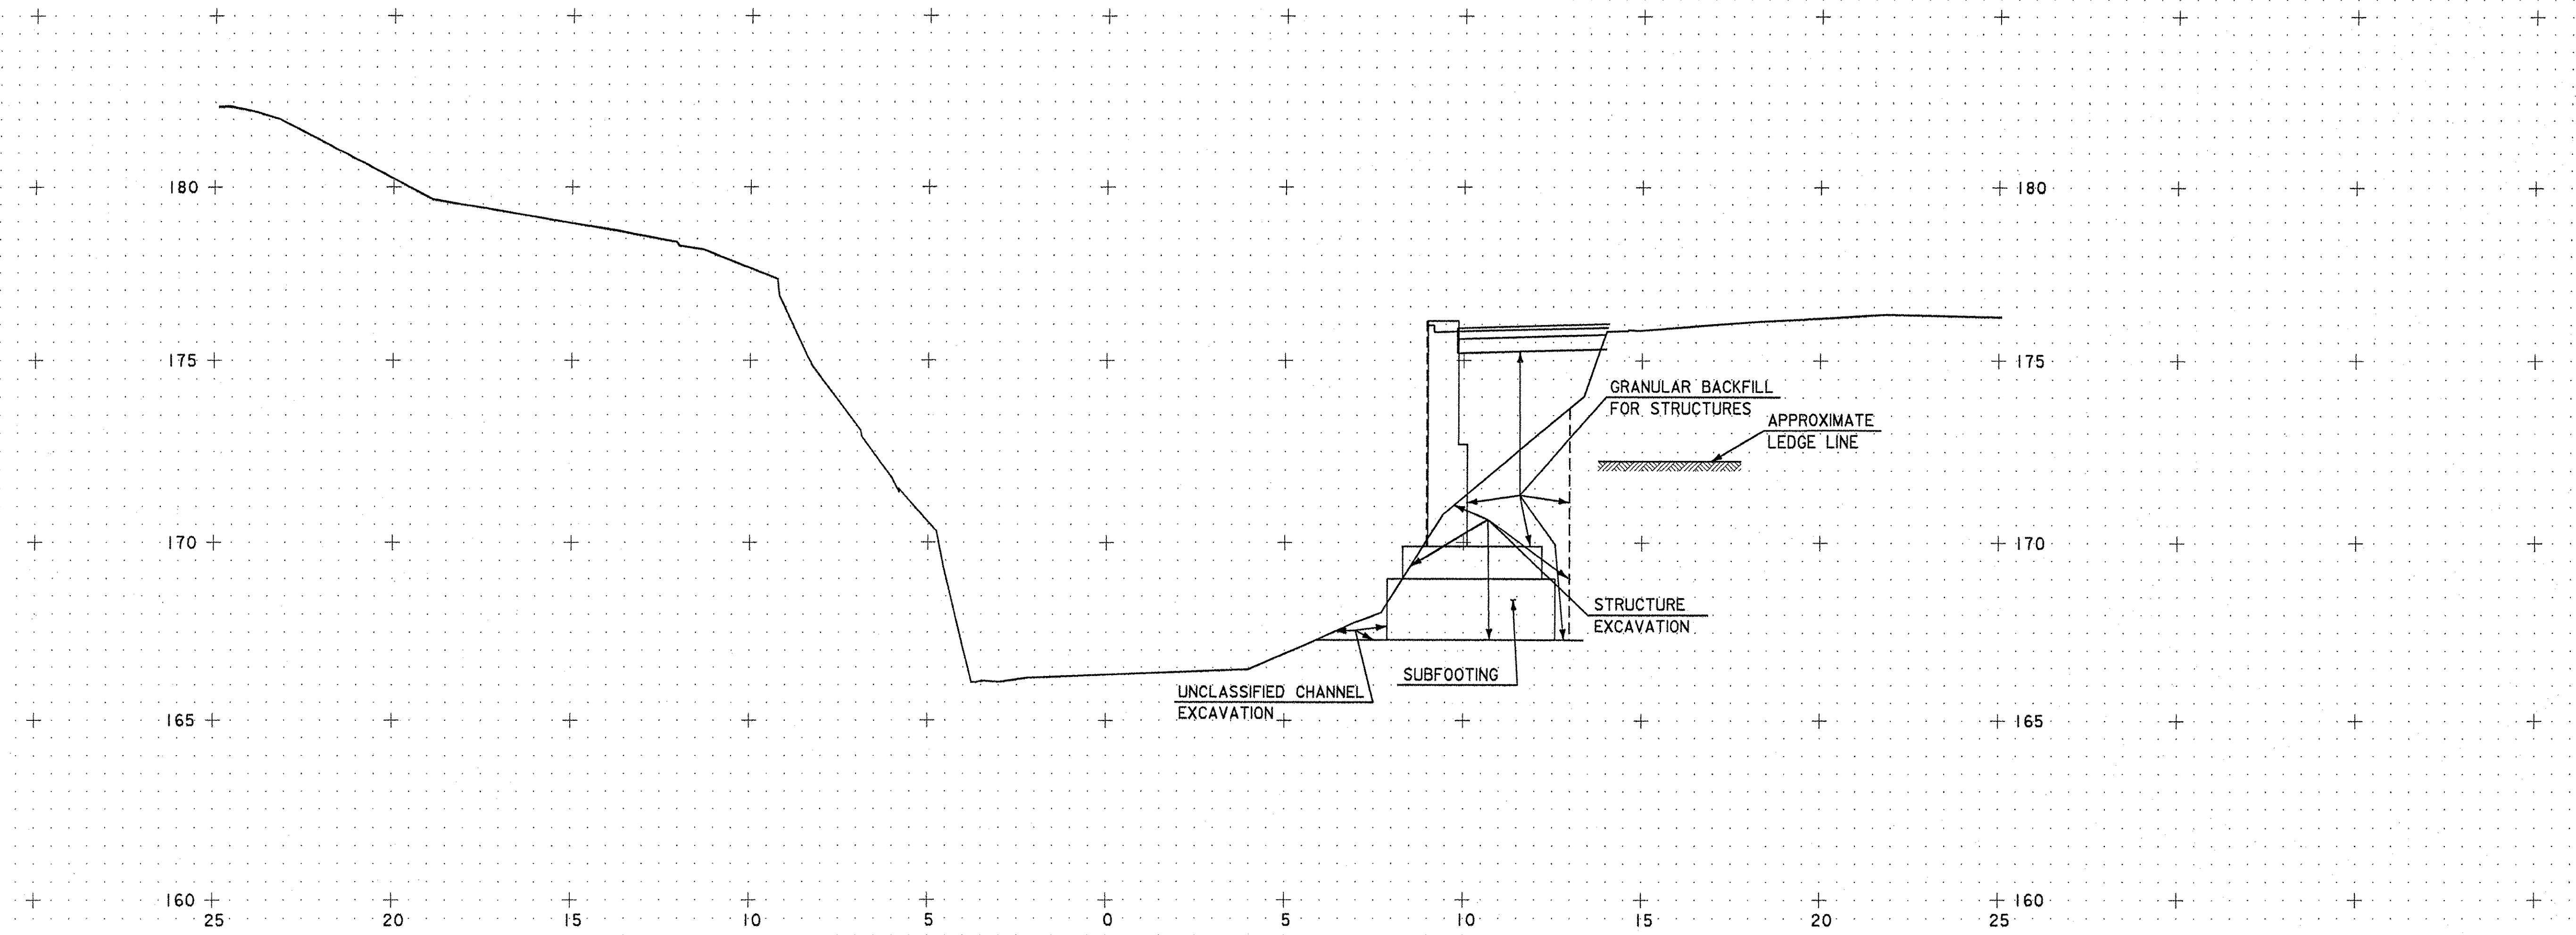 180 180
175 175
GRANULAR BACKFILL
FOR STRUCTURES
APPROXIMATE
LEDGE LINE
170 170
STRUCTURE
EXCAVATION
SUBFOOTING
UNCLASSIFIED CHANNEL
EXCAVATION
165 165
160 160
25 20 15 10 5 0 5 10 15 20 25